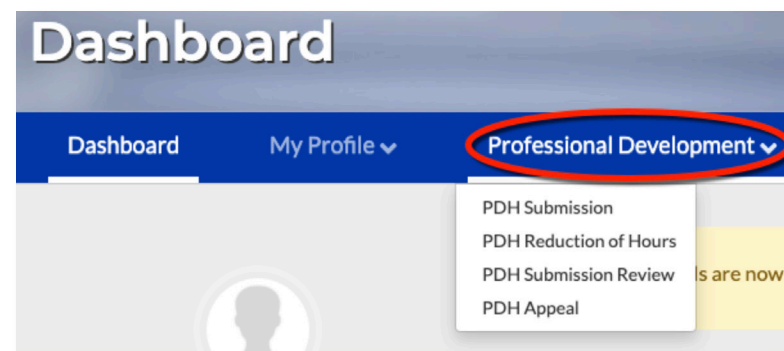 Dashboard
Dashboard My Profile Professional Development
PDH Submission
PDH Reduction of Hours
PDH Submission Review
PDH Appeal
are now